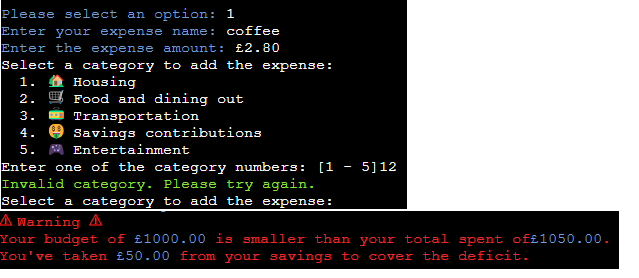 Please select an option: 1
Enter your expense name: coffee
Enter the expense amount: £2.80
Select a category to add the expense:
1. 🏠 Housing
2. 🛒 Food and dining out
3. 🚃 Transportation
4. 🤑 Savings contributions
5. 🎮 Entertainment
Enter one of the category numbers: [1 - 5]12
Invalid category. Please try again.
Select a category to add the expense:
⚠ Warning ⚠
Your budget of £1000.00 is smaller than your total spent of£1050.00.
You've taken £50.00 from your savings to cover the deficit.